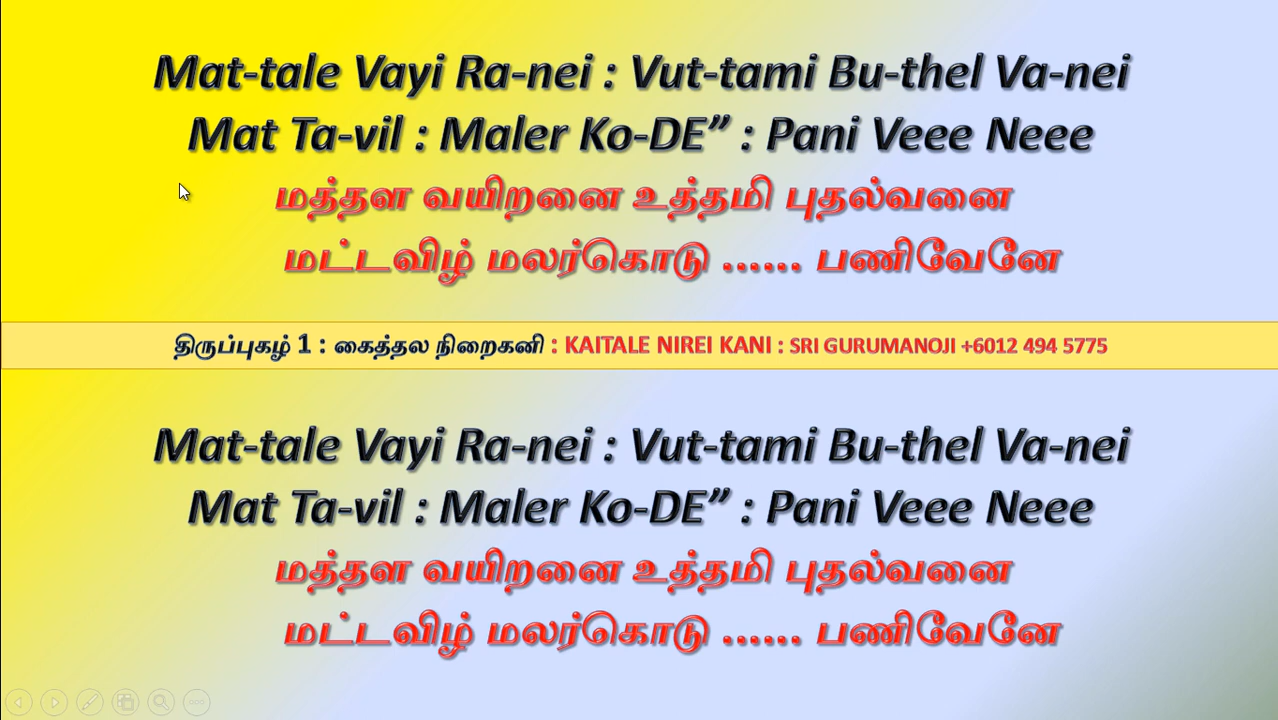 Mat-tale Vayi Ra-nei : Vut-tami Bu-thel Va-nei
Mat Ta-vil : Maler Ko-DE” : Pani Veee Neee
மத்தள வயிறனை உத்தமி புதல்வனை
மட்டவிழ் மலர்கொடு ...... பணிவேனே
திருப்புகழ் 1 : கைத்தல நிறைகனி : KAITALE NIREI KANI : SRI GURUMANOJI +6012 494 5775
Mat-tale Vayi Ra-nei : Vut-tami Bu-thel Va-nei
Mat Ta-vil : Maler Ko-DE” : Pani Veee Neee
மத்தள வயிறனை உத்தமி புதல்வனை
மட்டவிழ் மலர்கொடு ...... பணிவேனே